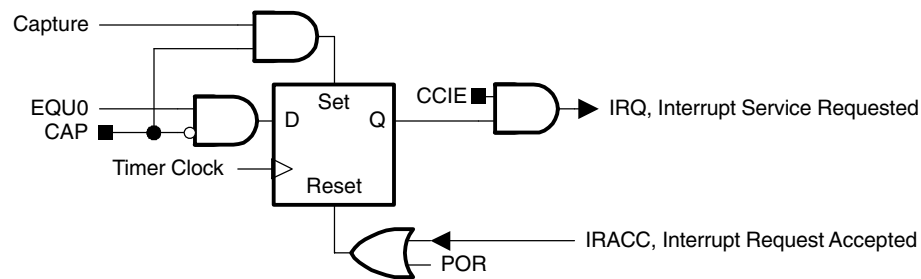 Capture
EQU0
CAP
Timer Clock
Set
D
Q
Reset
CCIE
IRQ, Interrupt Service Requested
IRACC, Interrupt Request Accepted
POR